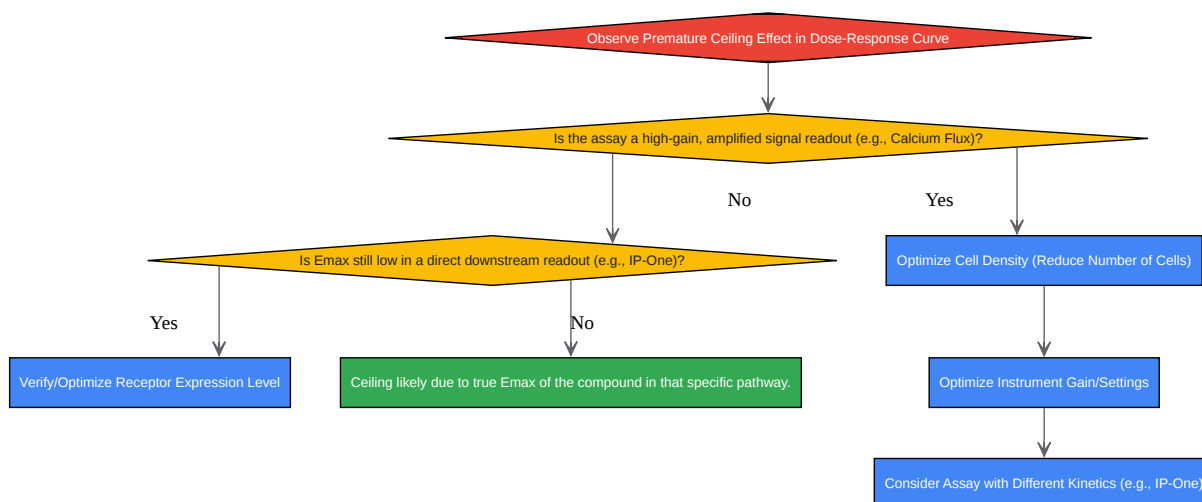 Observe Premature Ceiling Effect in Dose-Response Curve
Is the assay a high-gain, amplified signal readout (e.g., Calcium Flux)?
No
Yes
Is Emax still low in a direct downstream readout (e.g., IP-One)?
Optimize Cell Density (Reduce Number of Cells)
Yes
No
Verify/Optimize Receptor Expression Level
Ceiling likely due to true Emax of the compound in that specific pathway.
Optimize Instrument Gain/Settings
Consider Assay with Different Kinetics (e.g., IP-One)